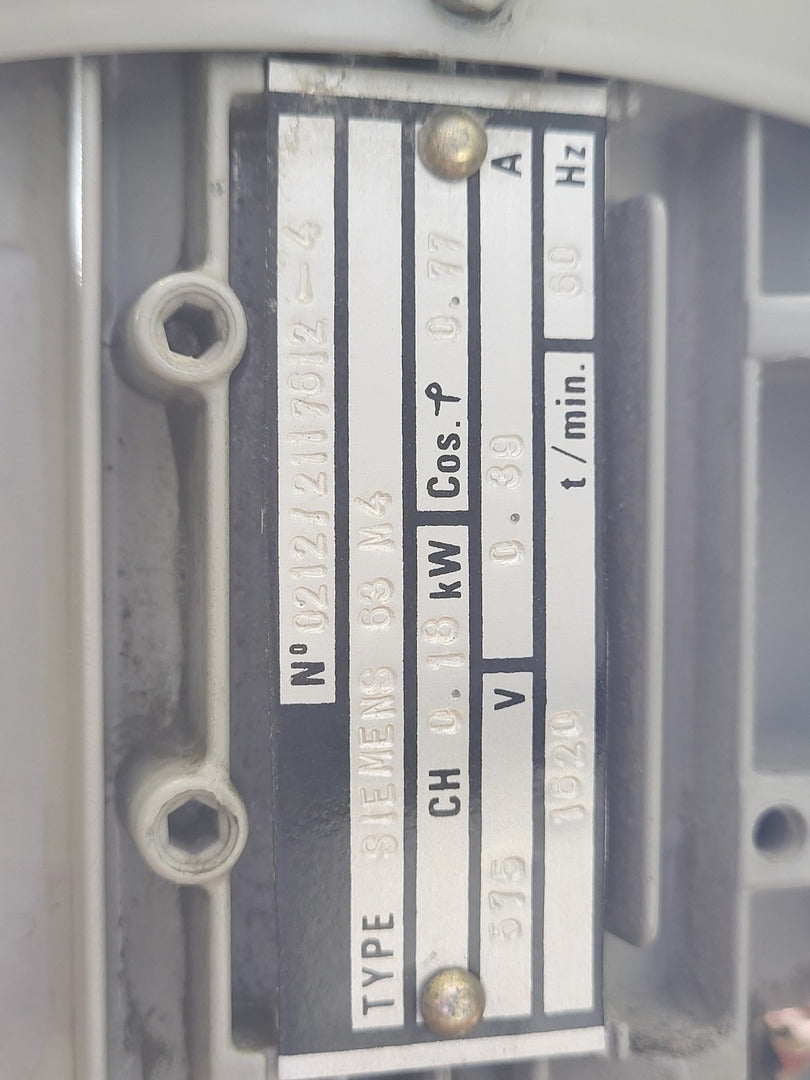 Nº 0212/2117612-4
TYPE SIEMENS 63 M4
CH 0.18 kW Cos.φ 0.77
575 V 0.39 A
1620 t/min. 60 Hz